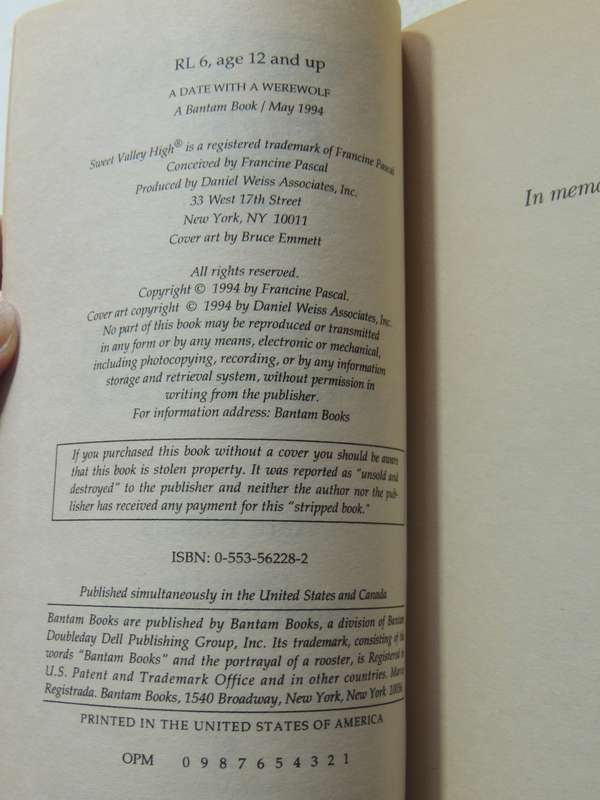 RL 6, age 12 and up
A DATE WITH A WEREWOLF
A Bantam Book / May 1994
Sweet Valley High® is a registered trademark of Francine Pascal
Conceived by Francine Pascal
Produced by Daniel Weiss Associates, Inc.
33 West 17th Street
New York, NY 10011
Cover art by Bruce Emmett
All rights reserved.
Copyright © 1994 by Francine Pascal.
Cover art copyright © 1994 by Daniel Weiss Associates, Inc.
No part of this book may be reproduced or transmitted
in any form or by any means, electronic or mechanical,
including photocopying, recording, or by any information
storage and retrieval system, without permission in
writing from the publisher.
For information address: Bantam Books
If you purchased this book without a cover you should be aware
that this book is stolen property. It was reported as "unsold and
destroyed" to the publisher and neither the author nor the pub-
lisher has received any payment for this "stripped book."
ISBN: 0-553-56228-2
Published simultaneously in the United States and Canada
Bantam Books are published by Bantam Books, a division of Bantam
Doubleday Dell Publishing Group, Inc. Its trademark, consisting of the
words "Bantam Books" and the portrayal of a rooster, is Registered in
U.S. Patent and Trademark Office and in other countries. Marca
Registrada. Bantam Books, 1540 Broadway, New York, New York 10036.
PRINTED IN THE UNITED STATES OF AMERICA
OPM 0 9 8 7 6 5 4 3 2 1
In memo